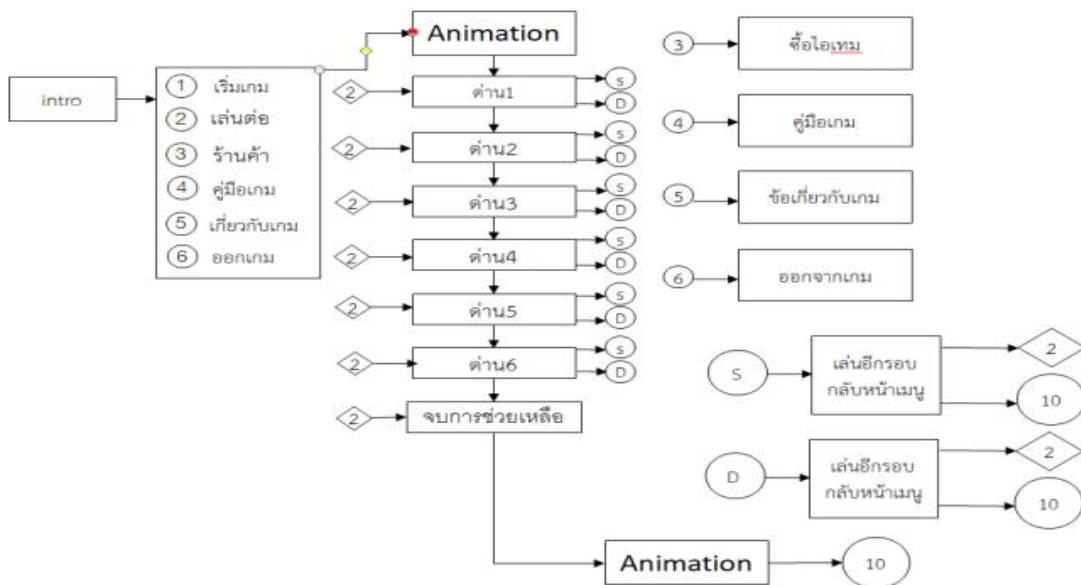 intro
1 เริ่มเกม
2 เล่นต่อ
3 ร้านค้า
4 คู่มือเกม
5 เกี่ยวกับเกม
6 ออกเกม
Animation
2 ด่าน1 s D
2 ด่าน2 s D
2 ด่าน3 s D
2 ด่าน4 s D
2 ด่าน5 s D
2 ด่าน6 s D
2 จบการช่วยเหลือ
Animation 10
3 ซื้อไอเทม
4 คู่มือเกม
5 ข้อเกี่ยวกับเกม
6 ออกจากเกม
S
เล่นอีกรอบ
กลับหน้าเมนู
2
10
D
เล่นอีกรอบ
กลับหน้าเมนู
2
10